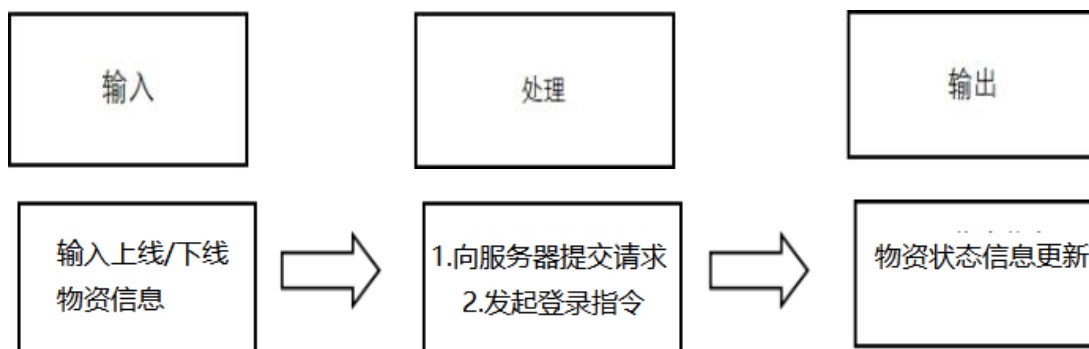 输入
处理
输出
输入上线/下线
物资信息
1.向服务器提交请求
2.发起登录指令
物资状态信息更新